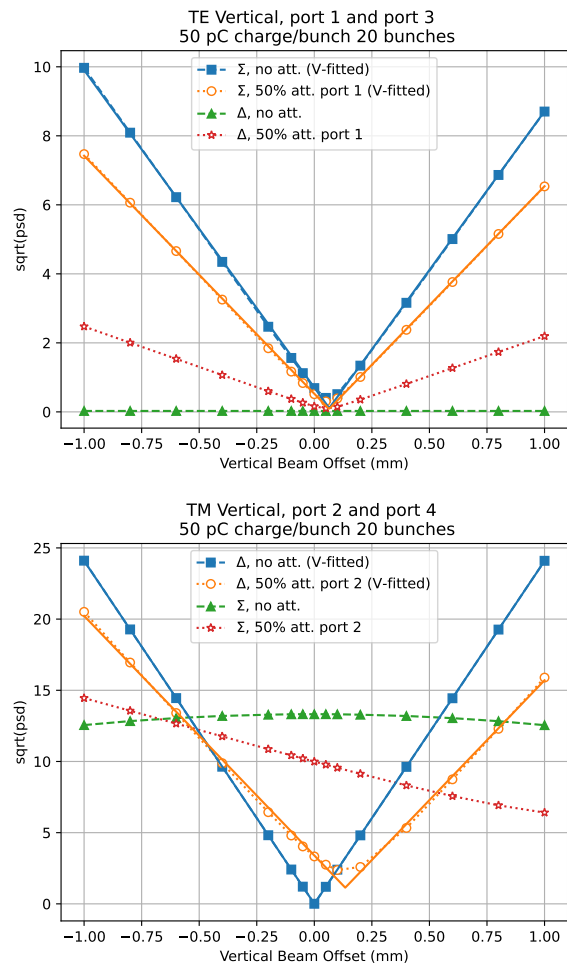 TE Vertical, port 1 and port 3
50 pC charge/bunch 20 bunches
Σ, no att. (V-fitted)
Σ, 50% att. port 1 (V-fitted)
Δ, no att.
Δ, 50% att. port 1
10
8
6
4
2
0
sqrt(psd)
−1.00 −0.75 −0.50 −0.25 0.00 0.25 0.50 0.75 1.00
Vertical Beam Offset (mm)
TM Vertical, port 2 and port 4
50 pC charge/bunch 20 bunches
Δ, no att. (V-fitted)
Δ, 50% att. port 2 (V-fitted)
Σ, no att.
Σ, 50% att. port 2
25
20
15
10
5
0
sqrt(psd)
−1.00 −0.75 −0.50 −0.25 0.00 0.25 0.50 0.75 1.00
Vertical Beam Offset (mm)